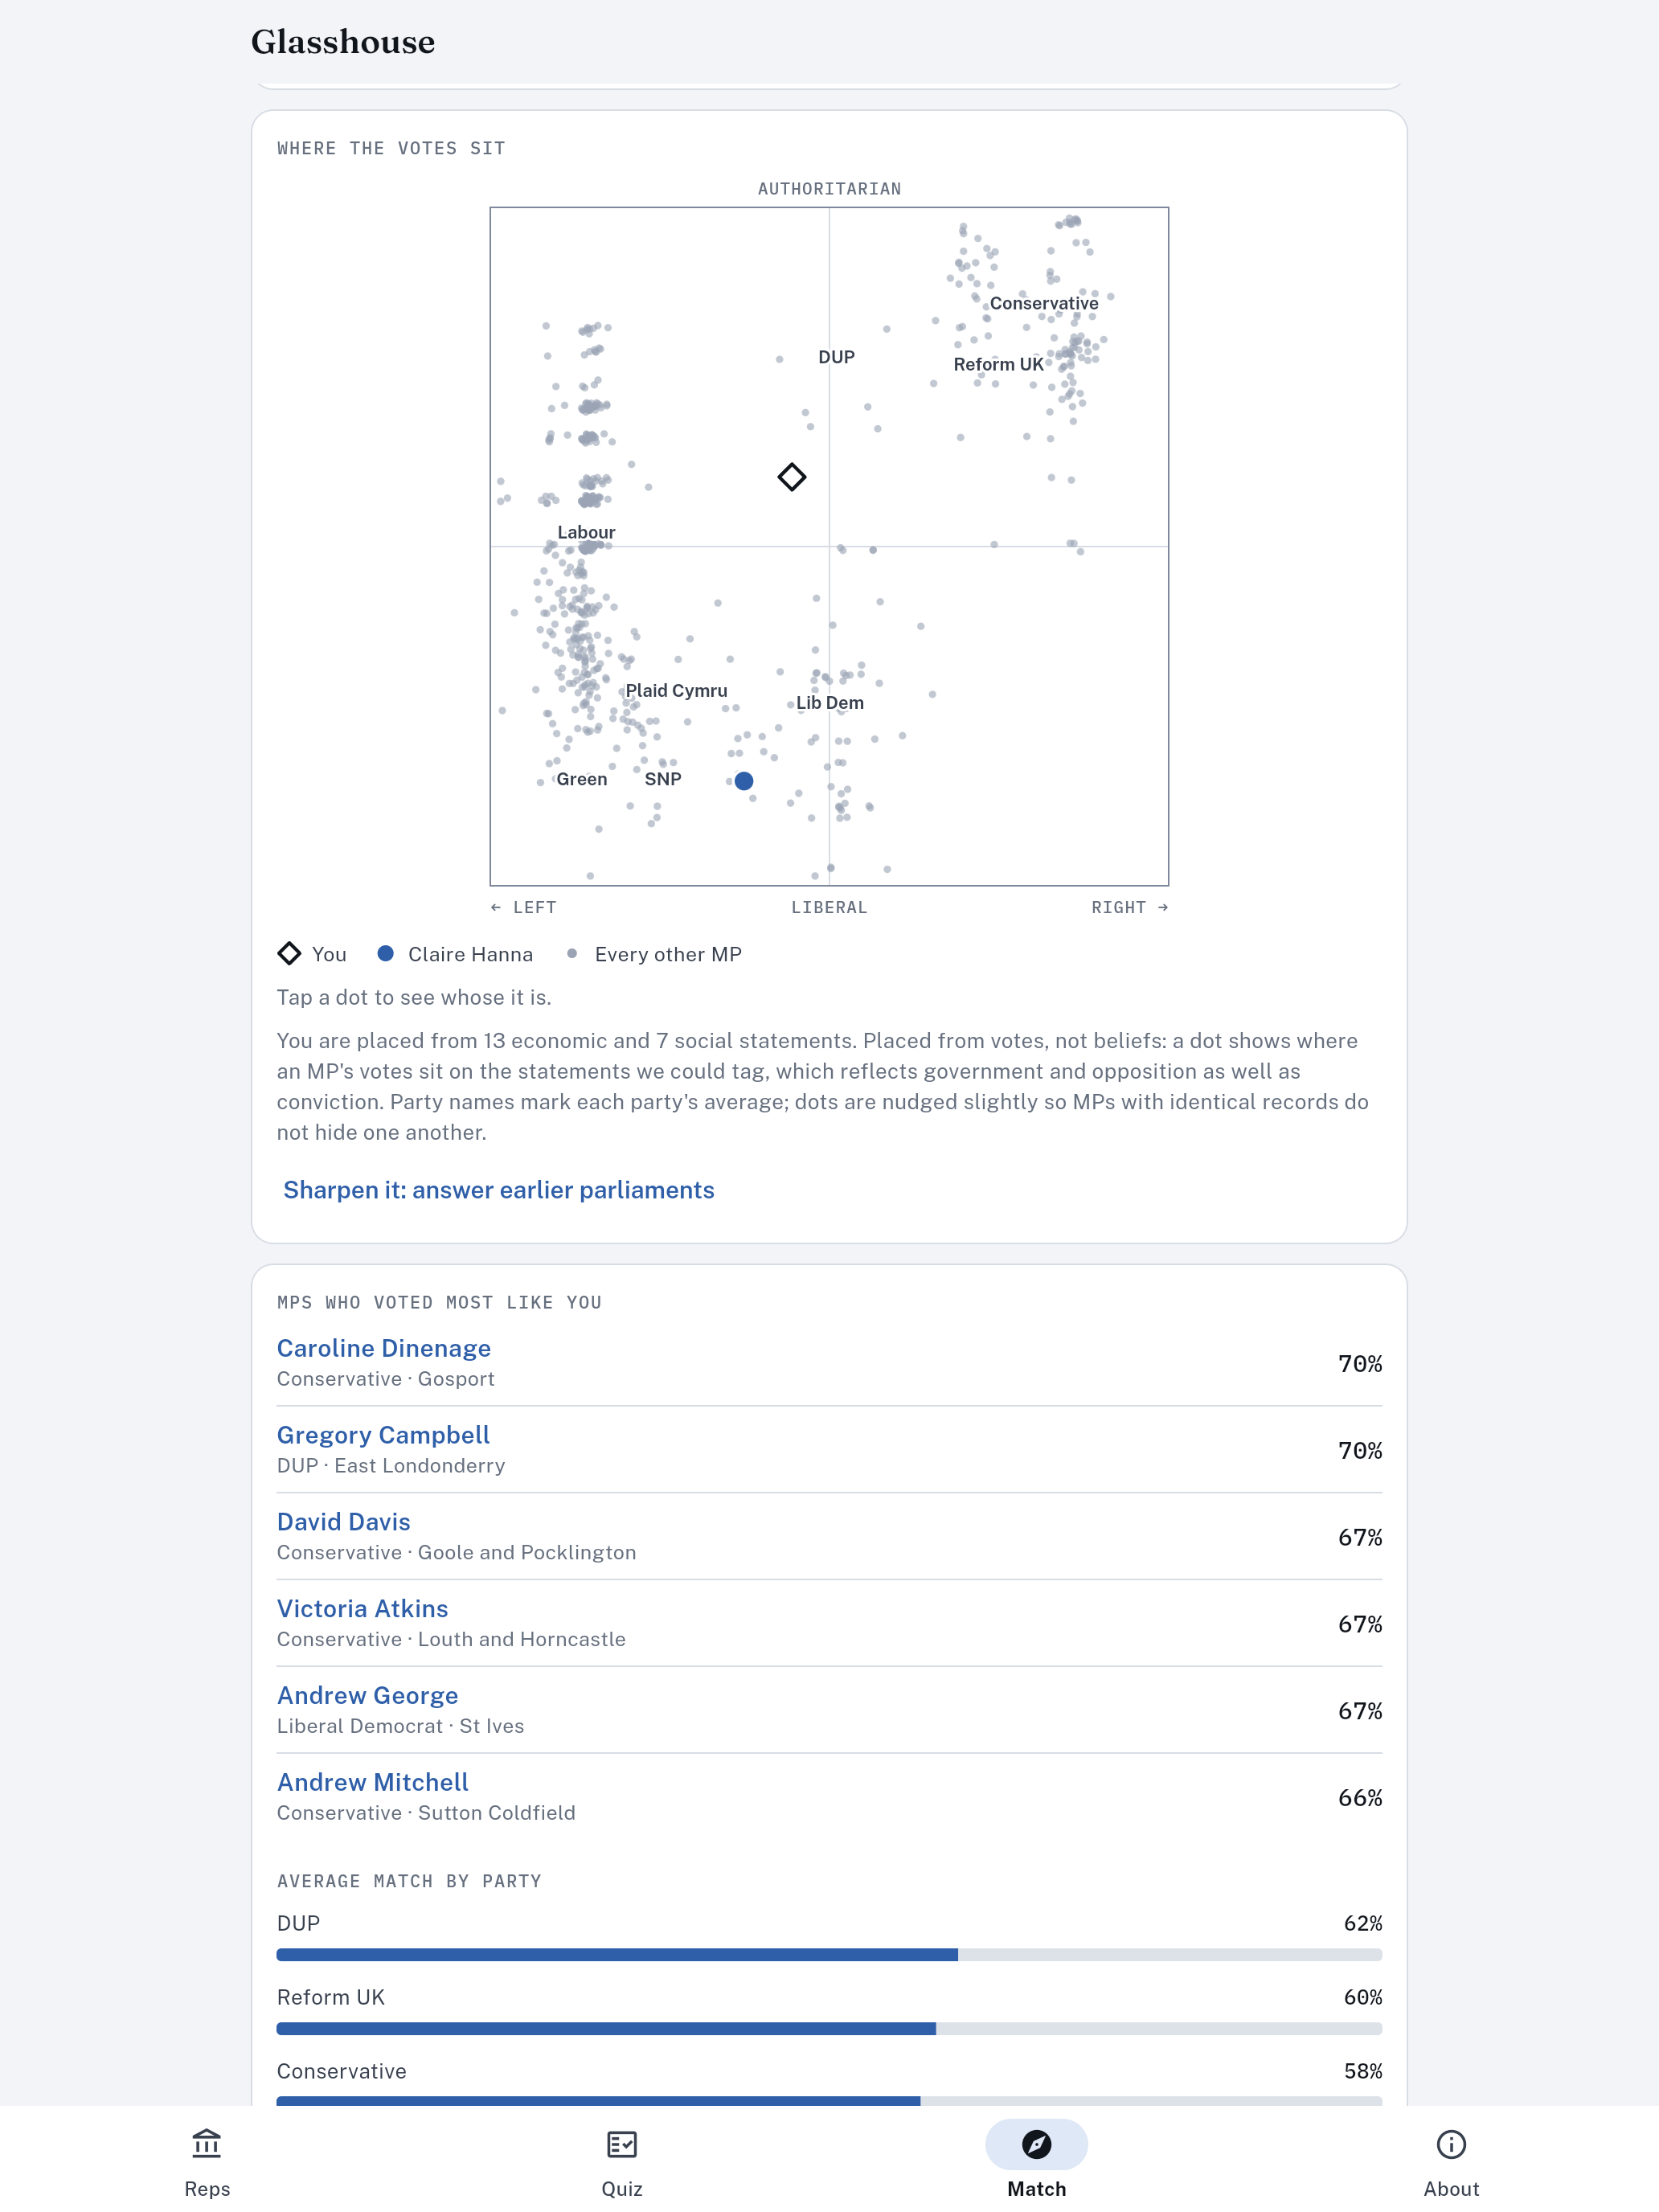 Glasshouse
WHERE THE VOTES SIT
AUTHORITARIAN
Conservative
DUP
Reform UK
Labour
Plaid Cymru
Lib Dem
Green
SNP
← LEFT
LIBERAL
RIGHT →
You
Claire Hanna
Every other MP
Tap a dot to see whose it is.
You are placed from 13 economic and 7 social statements. Placed from votes, not beliefs: a dot shows where
an MP's votes sit on the statements we could tag, which reflects government and opposition as well as
conviction. Party names mark each party's average; dots are nudged slightly so MPs with identical records do
not hide one another.
Sharpen it: answer earlier parliaments
MPS WHO VOTED MOST LIKE YOU
Caroline Dinenage
Conservative · Gosport
70%
Gregory Campbell
DUP · East Londonderry
70%
David Davis
Conservative · Goole and Pocklington
67%
Victoria Atkins
Conservative · Louth and Horncastle
67%
Andrew George
Liberal Democrat · St Ives
67%
Andrew Mitchell
Conservative · Sutton Coldfield
66%
AVERAGE MATCH BY PARTY
DUP
62%
Reform UK
60%
Conservative
58%
Reps
Quiz
Match
About